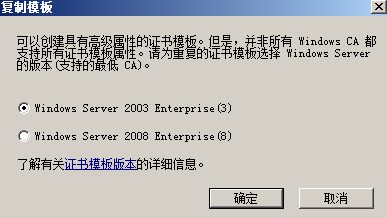 复制模板
可以创建具有高级属性的证书模板。但是，并非所有 Windows CA 都
支持所有证书模板属性。请为重复的证书模板选择 Windows Server
的版本(支持的最低 CA)。
Windows Server 2003 Enterprise(3)
Windows Server 2008 Enterprise(8)
了解有关证书模板版本的详细信息。
确定 取消